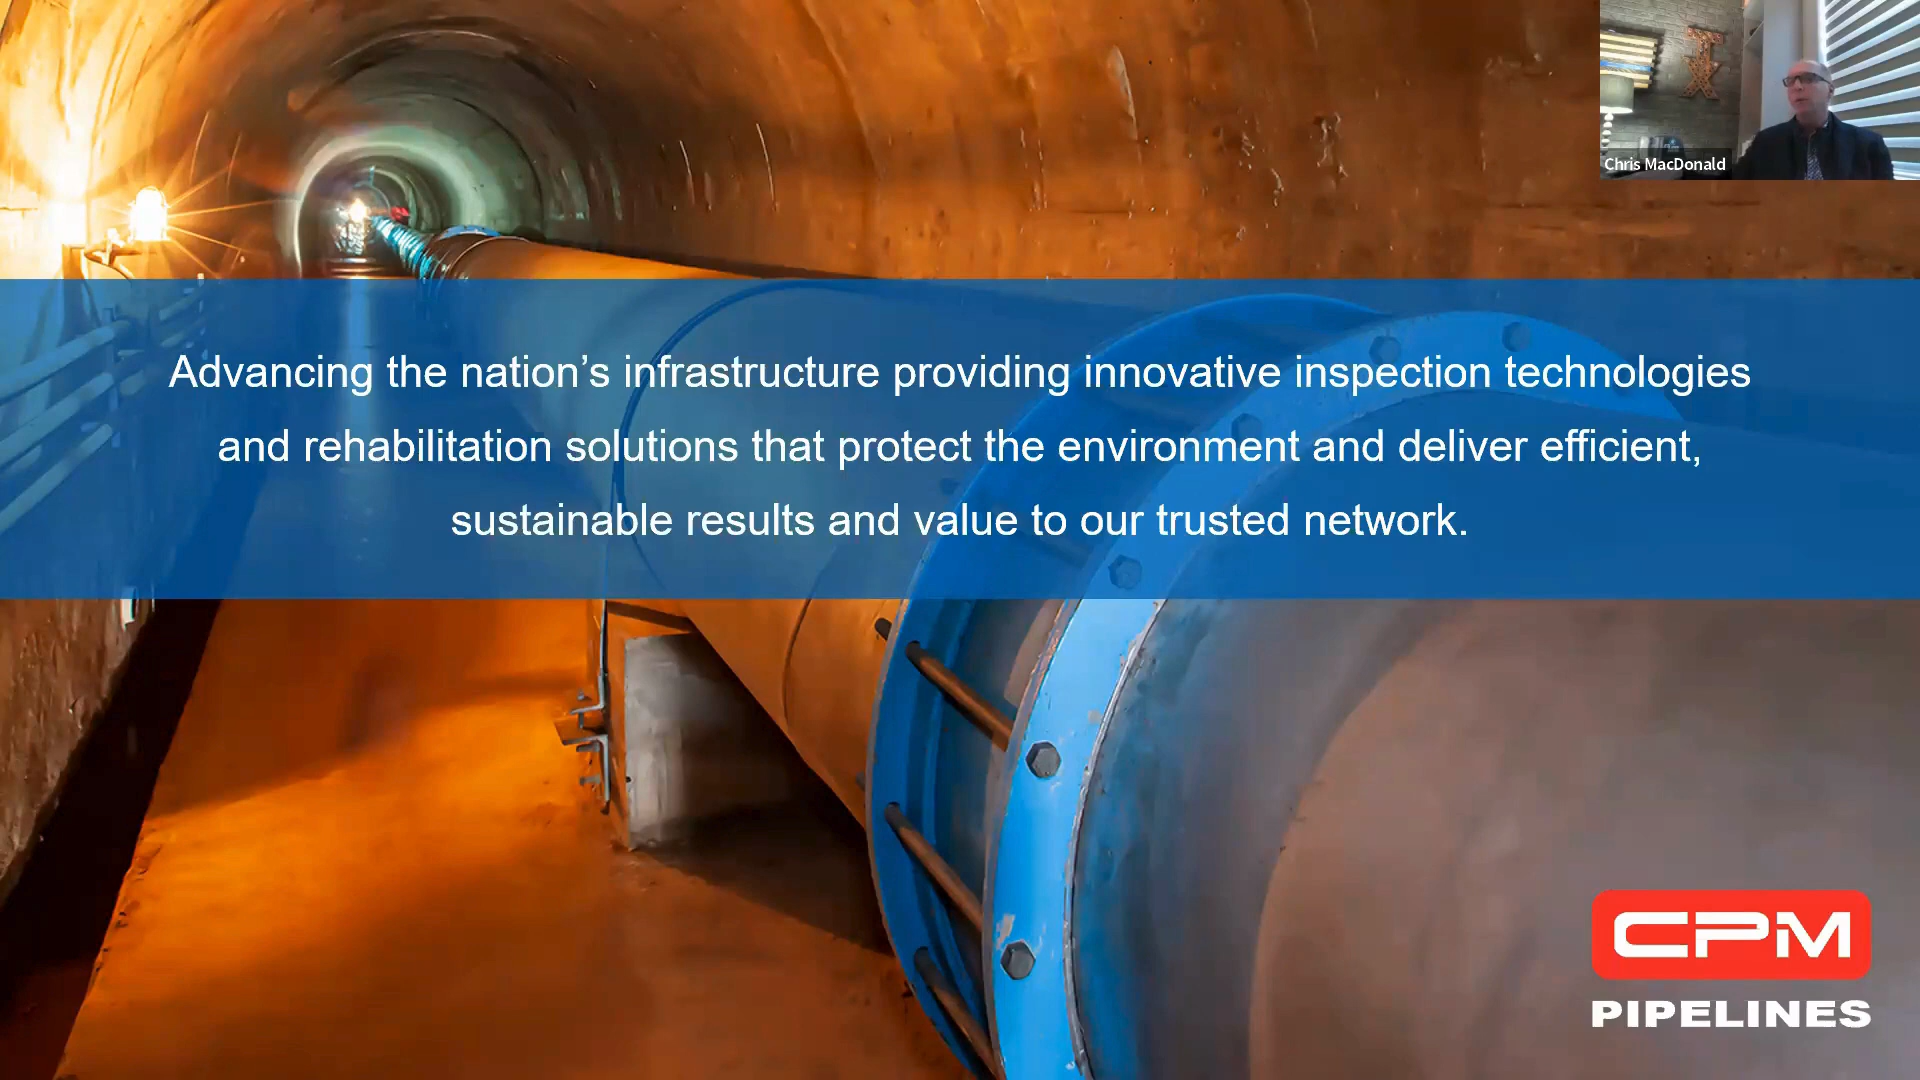 Chris MacDonald
Advancing the nation’s infrastructure providing innovative inspection technologies
and rehabilitation solutions that protect the environment and deliver efficient,
sustainable results and value to our trusted network.
CPM
PIPELINES